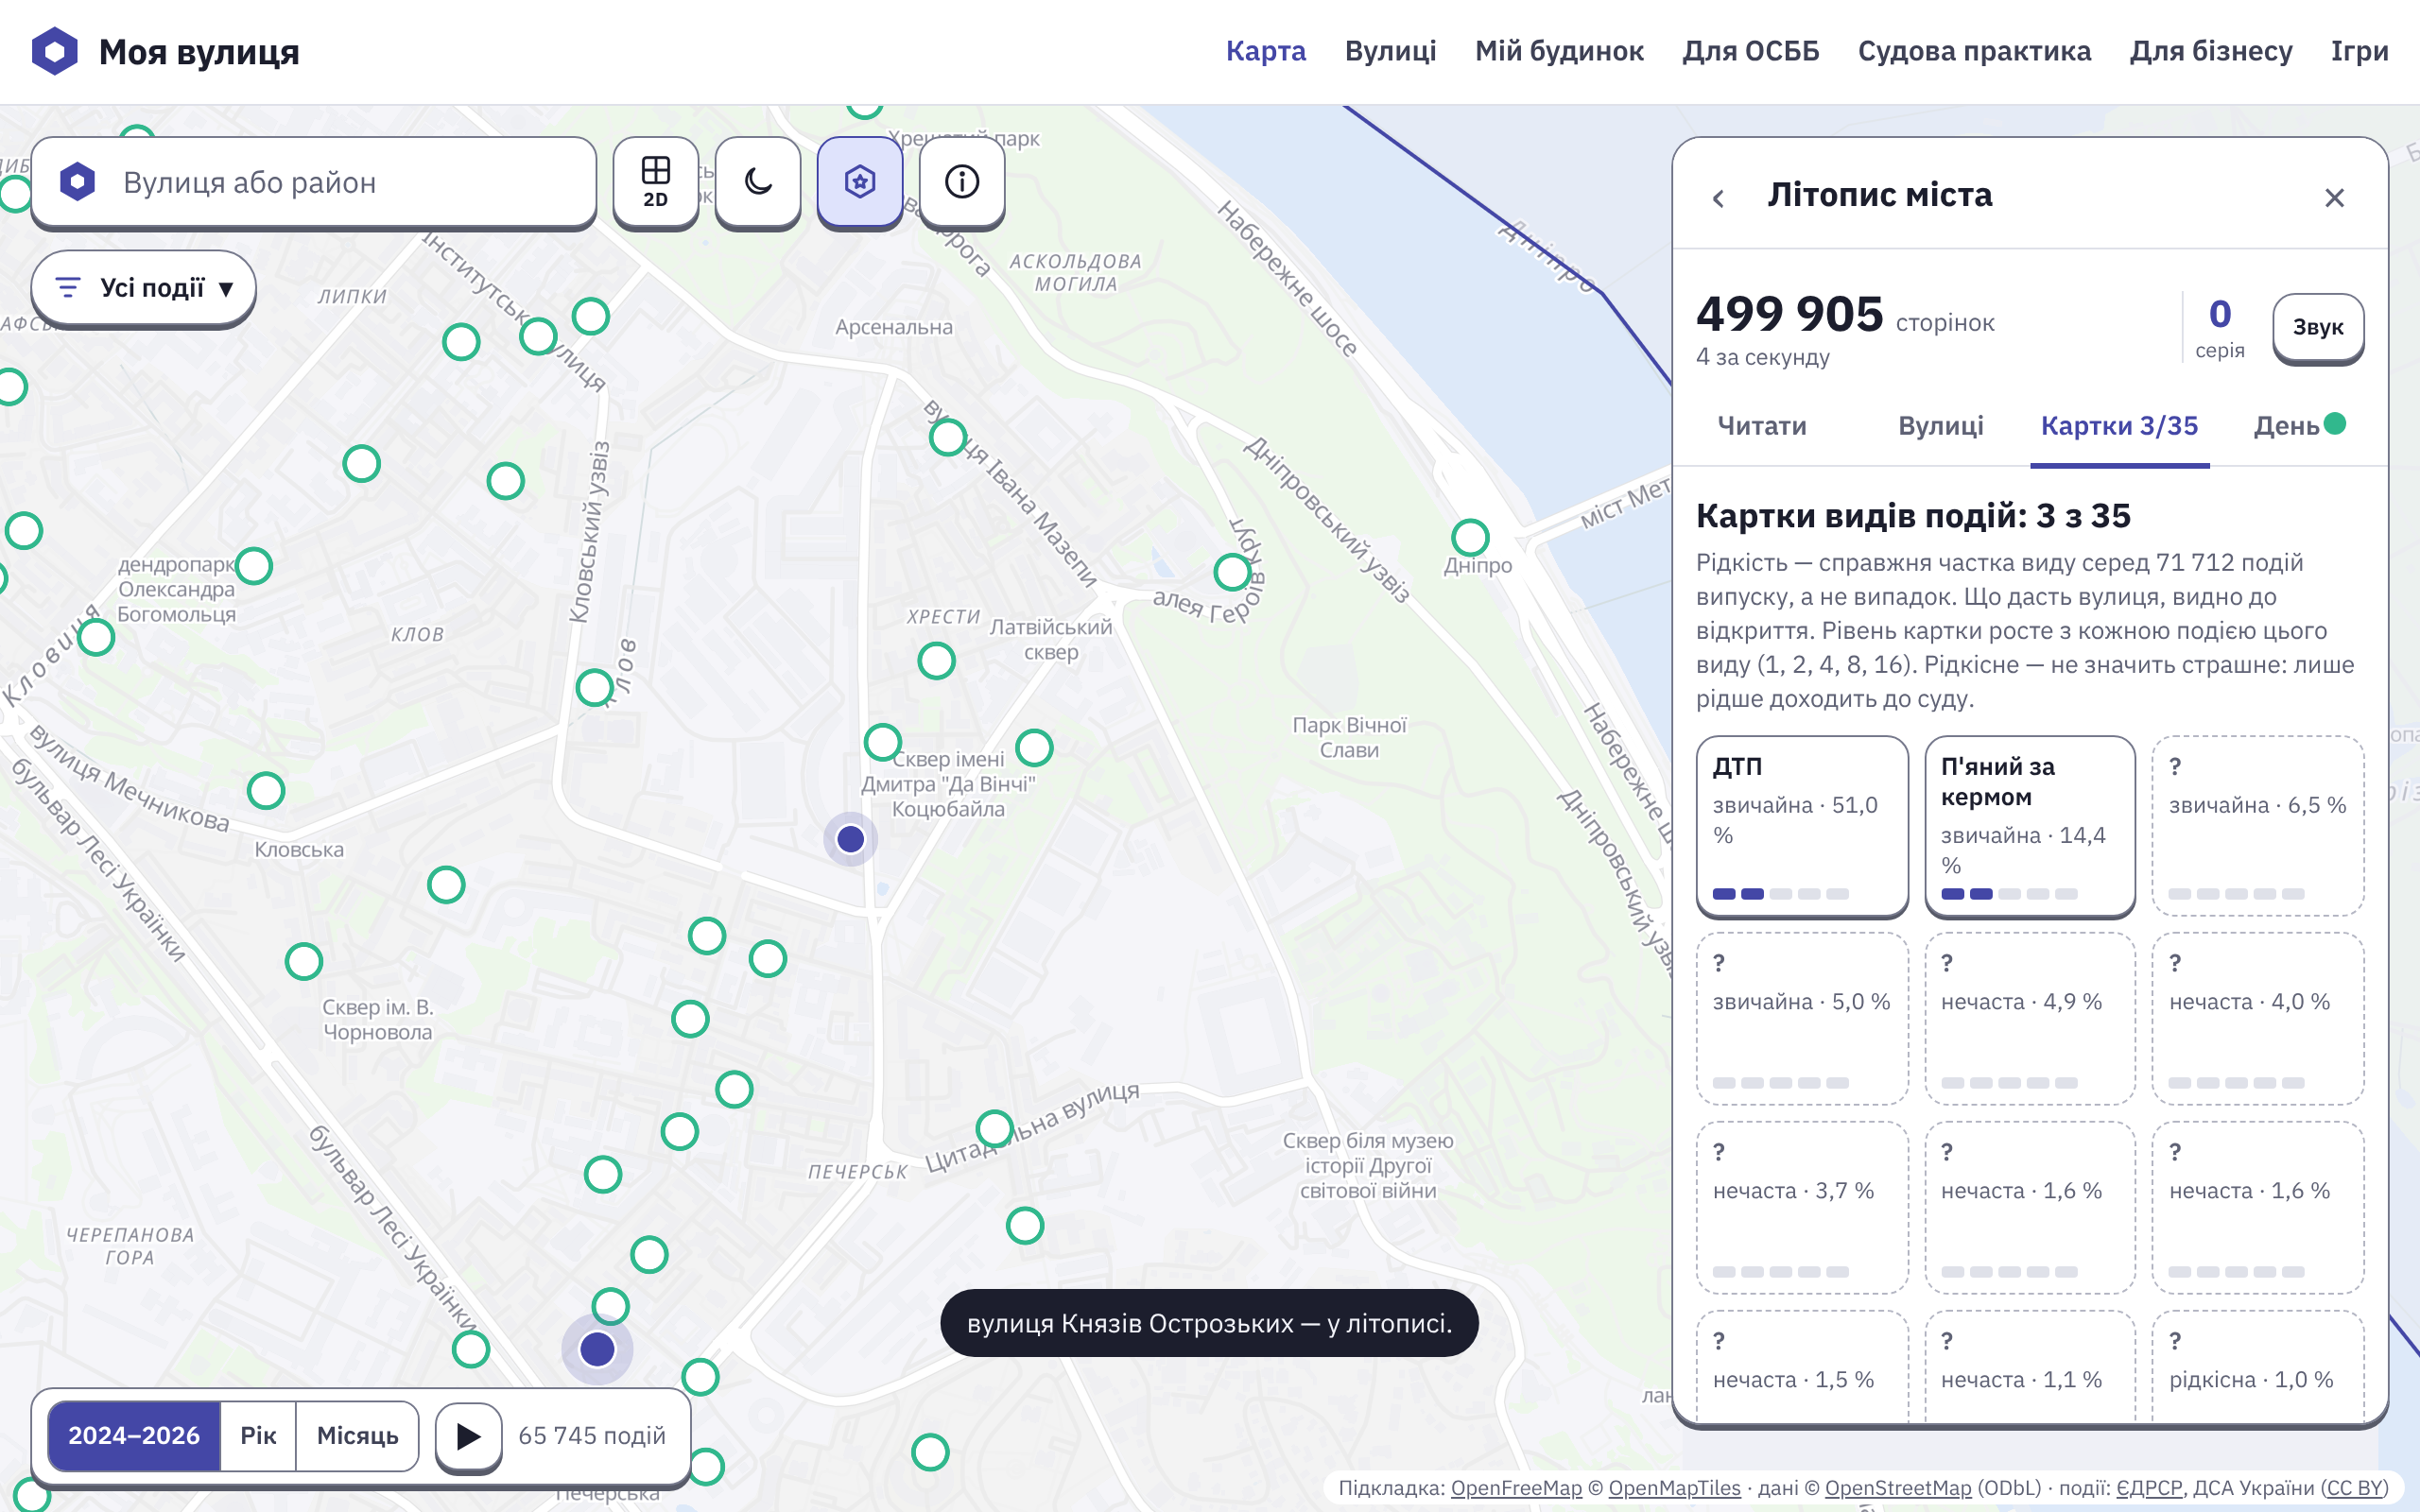 Моя вулиця
Карта
Вулиці
Мій будинок
Для ОСББ
Судова практика
Для бізнесу
Ігри
Вулиця або район
2D
Усі події ▾
Літопис міста
499 905 сторінок
4 за секунду
0
серія
Звук
Читати
Вулиці
Картки 3/35
День
Картки видів подій: 3 з 35
Рідкість — справжня частка виду серед 71 712 подій
випуску, а не випадок. Що дасть вулиця, видно до
відкриття. Рівень картки росте з кожною подією цього
виду (1, 2, 4, 8, 16). Рідкісне — не значить страшне: лише
рідше доходить до суду.
ДТП
звичайна · 51,0
%
П'яний за
кермом
звичайна · 14,4
%
?
звичайна · 6,5 %
?
звичайна · 5,0 %
?
нечаста · 4,9 %
?
нечаста · 4,0 %
?
нечаста · 3,7 %
?
нечаста · 1,6 %
?
нечаста · 1,6 %
?
нечаста · 1,5 %
?
нечаста · 1,1 %
?
рідкісна · 1,0 %
ЛИПКИ
АСКОЛЬДОВА
МОГИЛА
Арсенальна
Набережне шосе
Дніпро
вулиця Івана Мазепи
Дніпровський узвіз
Кловський узвіз
дендропарк
Олександра
Богомольця
КЛОВ
ХРЕСТИ
Латвійський
сквер
алея Героїв Крут
Дніпро
Парк Вічної
Слави
Сквер імені
Дмитра "Да Вінчі"
Коцюбайла
вулиця Мечникова
Кловська
бульвар Лесі Українки
Сквер ім. В.
Чорновола
Дніпровський узвіз
ПЕЧЕРСЬК
Сквер біля музею
історії Другої
світової війни
бульвар Лесі Українки
ЧЕРЕПАНОВА
ГОРА
вулиця Князів Острозьких — у літописі.
2024–2026
Рік
Місяць
65 745 подій
Печерська
Підкладка: OpenFreeMap © OpenMapTiles · дані © OpenStreetMap (ODbL) · події: ЄДРСР, ДСА України (CC BY)